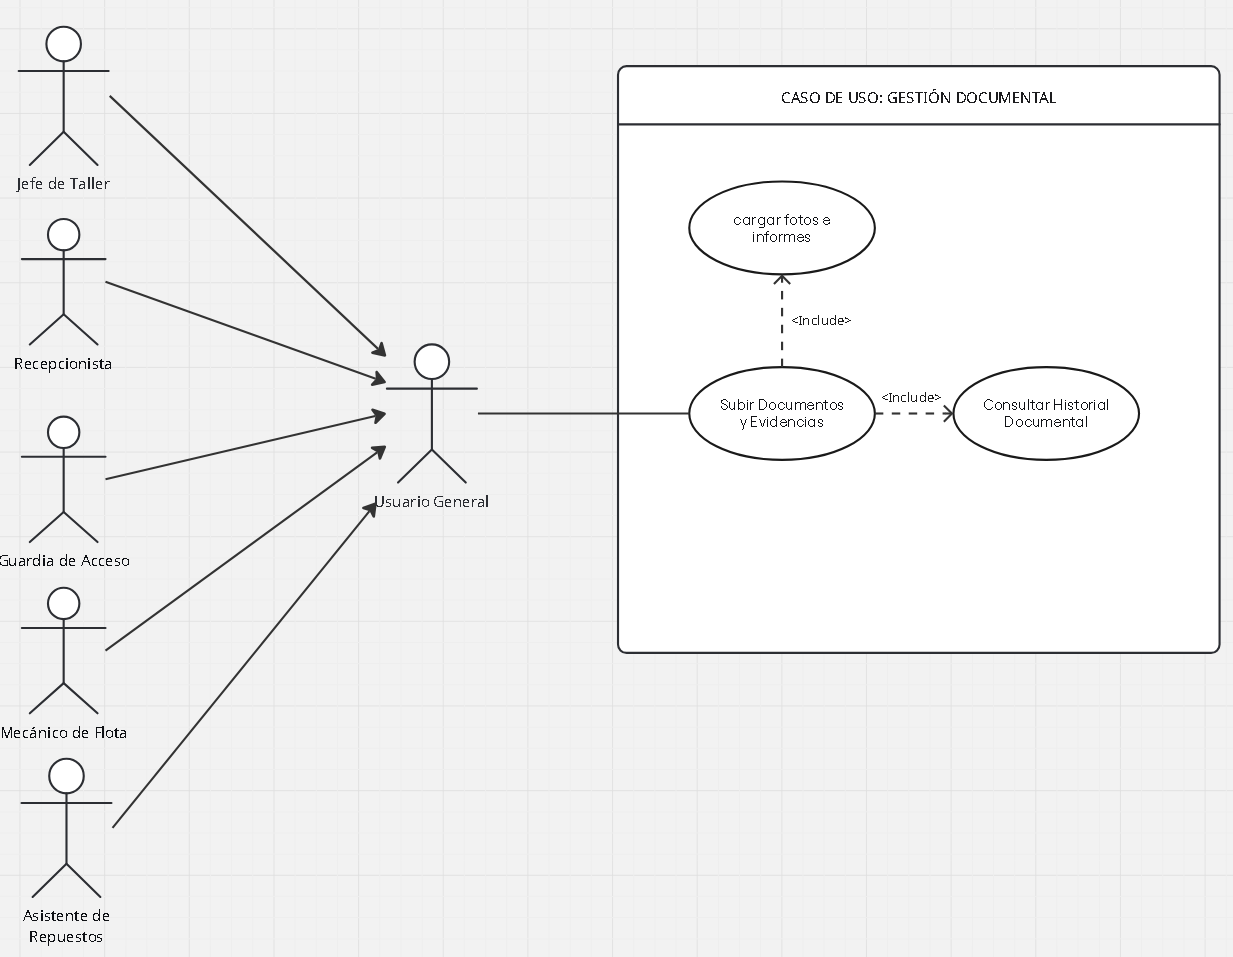 Jefe de Taller
Recepcionista
Guardia de Acceso
Mecánico de Flota
Asistente de
Repuestos
Usuario General
CASO DE USO: GESTIÓN DOCUMENTAL
cargar fotos e
informes
<Include>
Subir Documentos
y Evidencias
<Include>
Consultar Historial
Documental